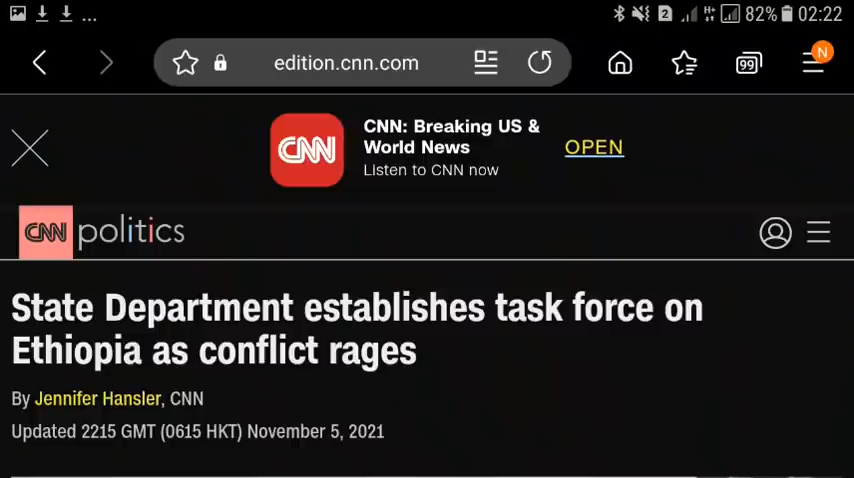 ... 2 H+ 82% 02:22
edition.cnn.com 99 N
CNN: Breaking US &
World News
Listen to CNN now
OPEN
CNN
CNN politics
State Department establishes task force on
Ethiopia as conflict rages
By Jennifer Hansler, CNN
Updated 2215 GMT (0615 HKT) November 5, 2021